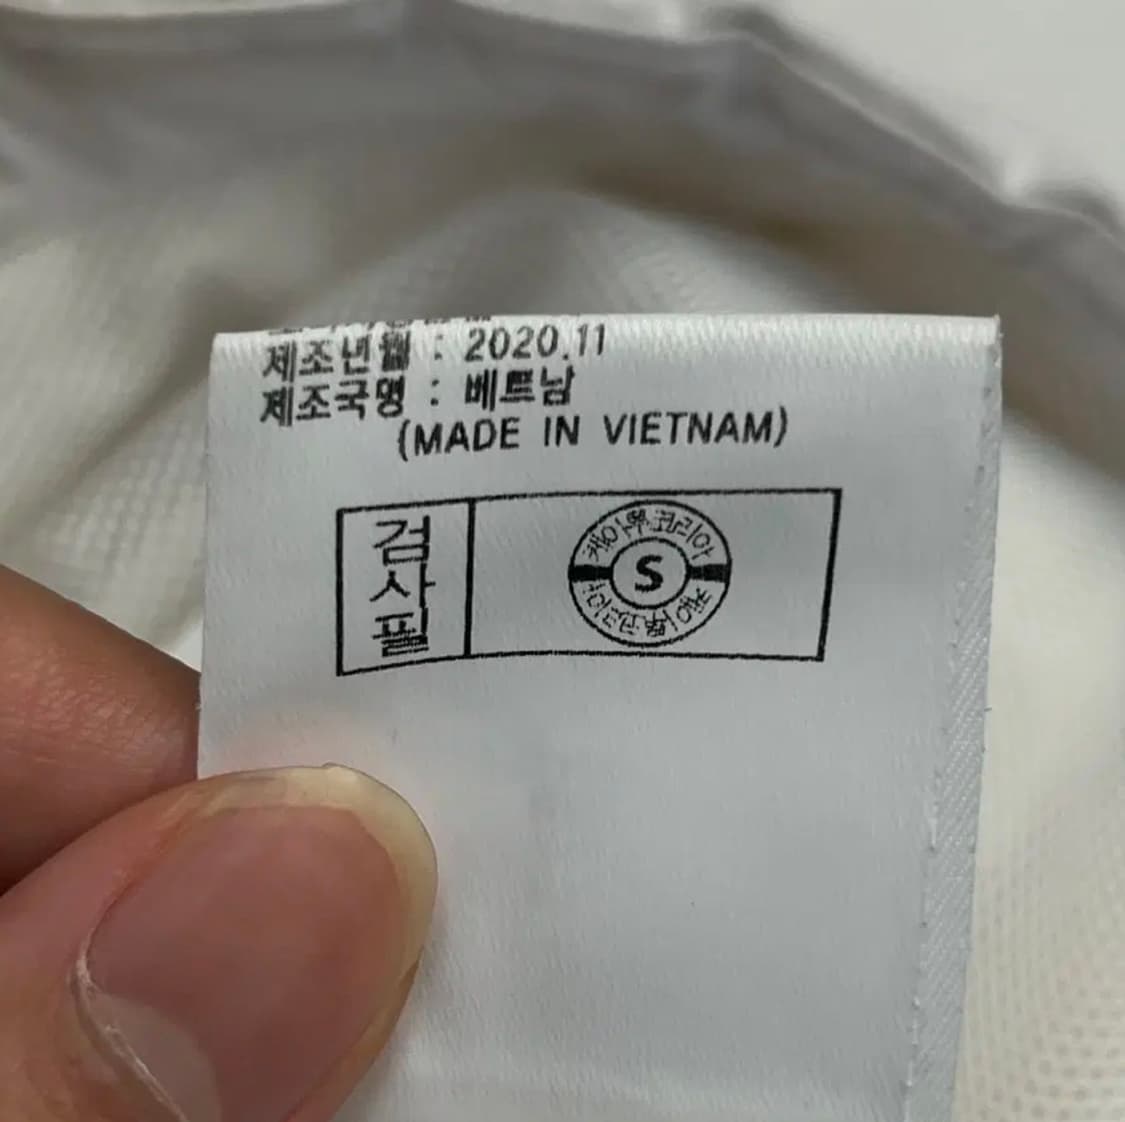 제조년월 : 2020.11
제조국명 : 베트남
(MADE IN VIETNAM)
검
사
필
S